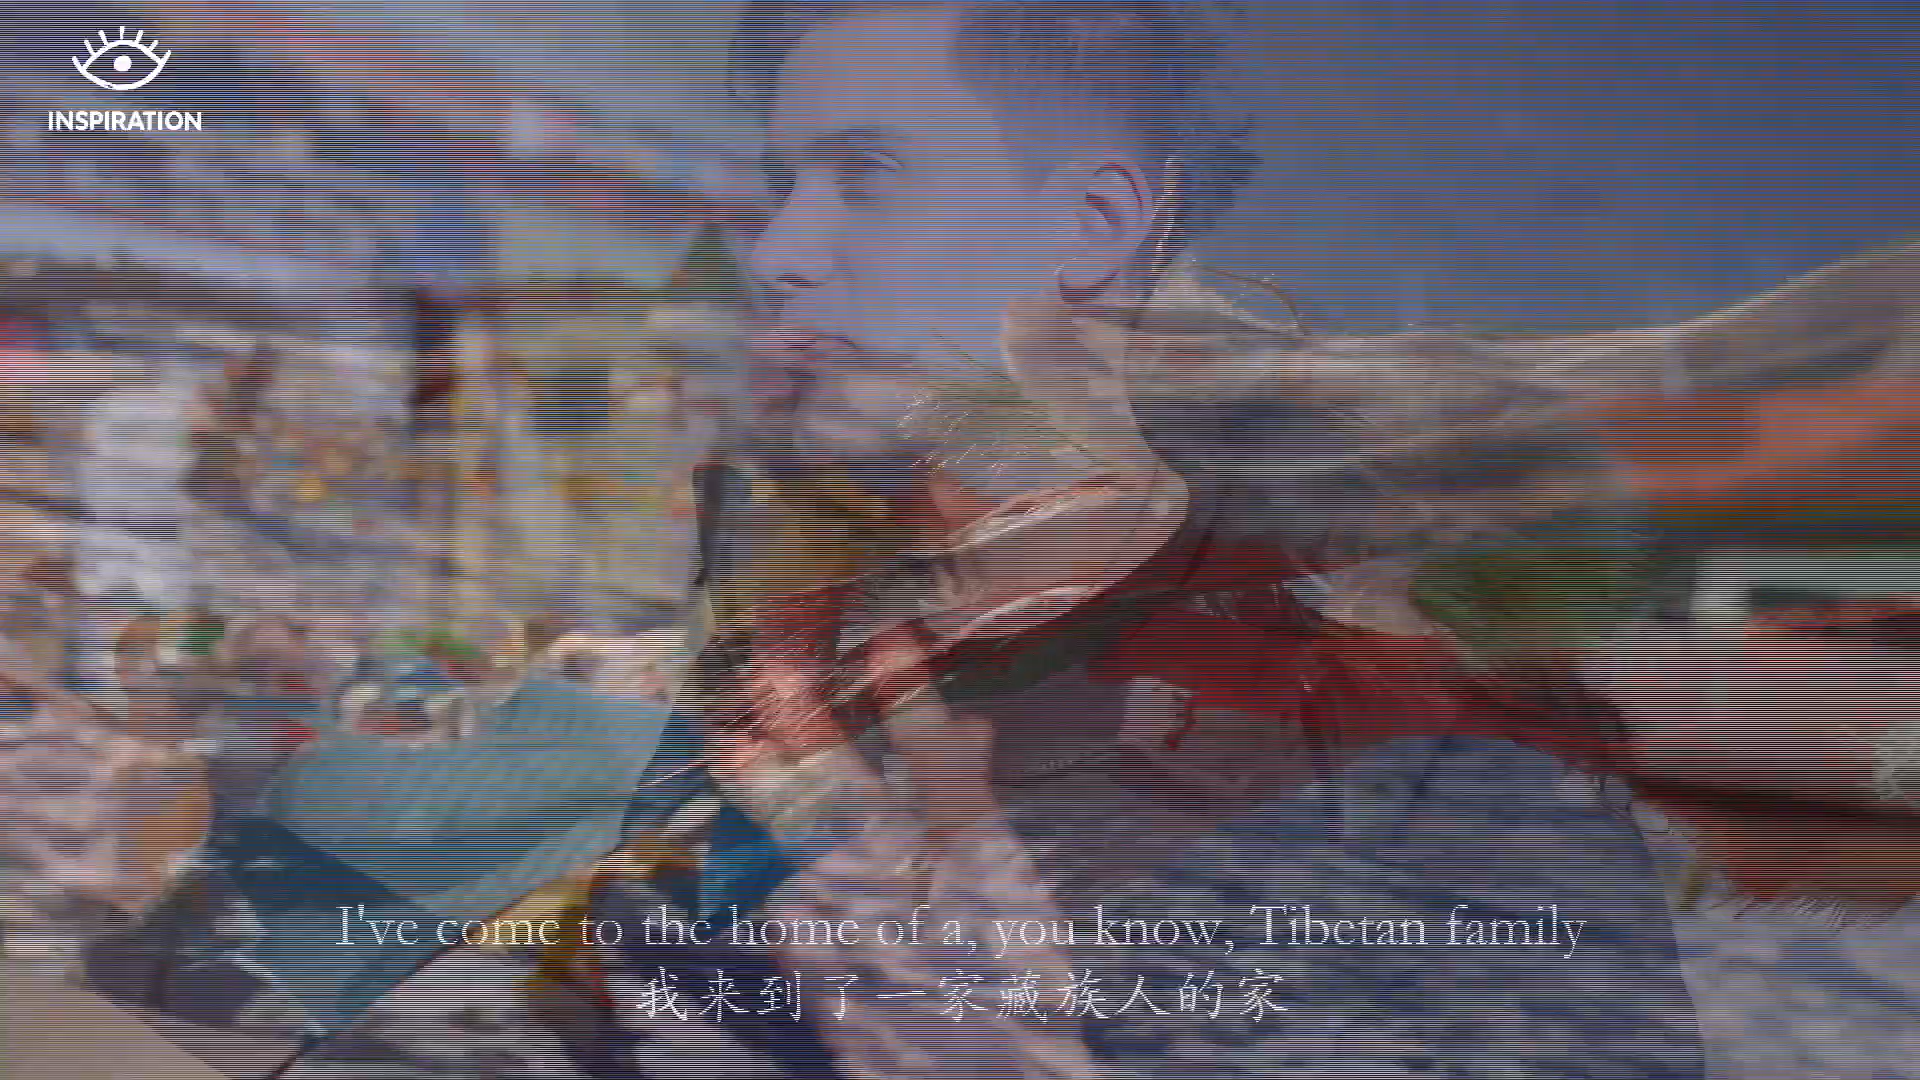 INSPIRATION
I've come to the home of a, you know, Tibetan family
我来到了一家藏族人的家